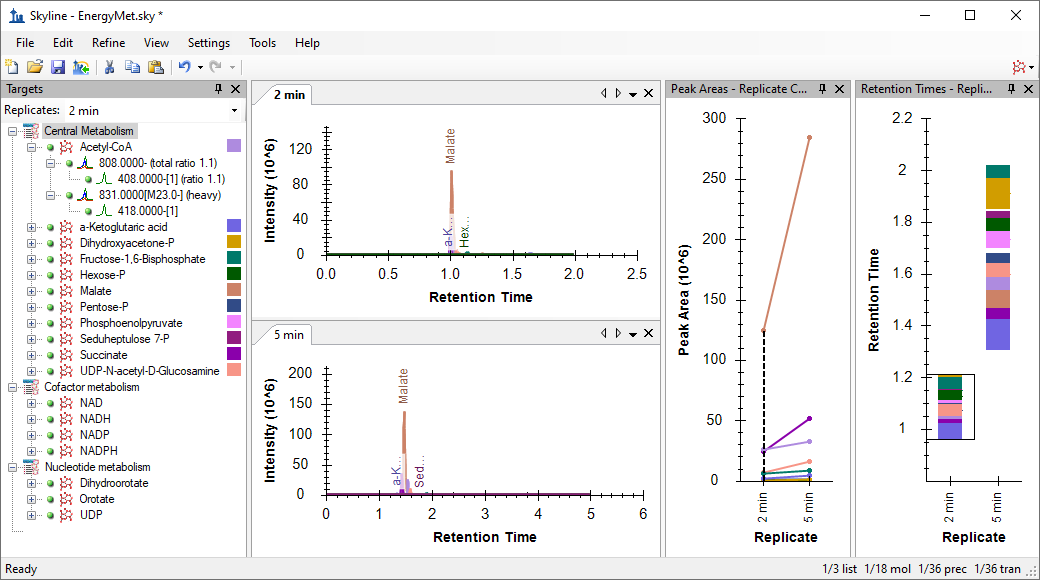 Skyline - EnergyMet.sky *
File Edit Refine View Settings Tools Help
Targets
Replicates: 2 min
Central Metabolism
Acetyl-CoA
808.0000- (total ratio 1.1)
408.0000-[1] (ratio 1.1)
831.0000[M23.0-] (heavy)
418.0000-[1]
a-Ketoglutaric acid
Dihydroxyacetone-P
Fructose-1,6-Bisphosphate
Hexose-P
Malate
Pentose-P
Phosphoenolpyruvate
Seduheptulose 7-P
Succinate
UDP-N-acetyl-D-Glucosamine
Cofactor metabolism
NAD
NADH
NADP
NADPH
Nucleotide metabolism
Dihydroorotate
Orotate
UDP
2 min
Intensity (10^6)
120
80
40
0
Malate
a-K...
Hex...
0.0 0.5 1.0 1.5 2.0 2.5
Retention Time
5 min
Intensity (10^6)
200
150
100
50
0
Malate
a-K...
Sed...
0 1 2 3 4 5 6
Retention Time
Peak Areas - Replicate C...
Peak Area (10^6)
300
250
200
150
100
50
0
2 min 5 min
Replicate
Retention Times - Repli...
Retention Time
2.2
2
1.8
1.6
1.4
1.2
1
2 min 5 min
Replicate
Ready
1/3 list 1/18 mol 1/36 prec 1/36 tran